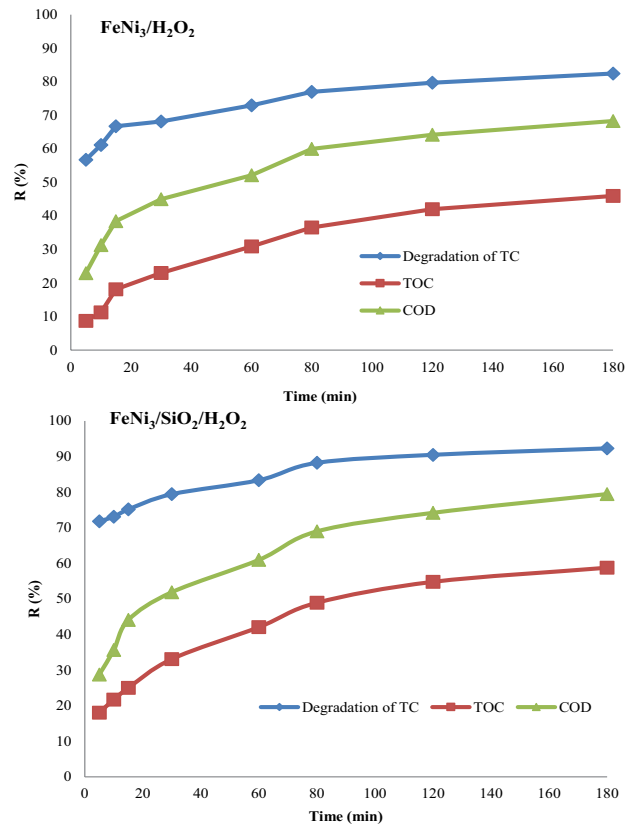 FeNi₃/H₂O₂
100
90
80
70
60
50
40
30
20
10
0
R (%)
Degradation of TC
TOC
COD
0 20 40 60 80 100 120 140 160 180
Time (min)
FeNi₃/SiO₂/H₂O₂
100
90
80
70
60
50
40
30
20
10
0
R (%)
Degradation of TC TOC COD
0 20 40 60 80 100 120 140 160 180
Time (min)